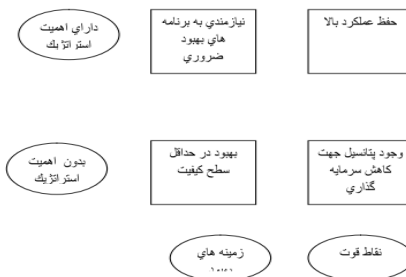 حفظ عملکرد بالا
نيازمندي به برنامه
هاي بهبود
ضروري
داراي اهميت
استراتژيك
وجود پتانسيل جهت
كاهش سرمايه
گذاري
بهبود در حداقل
سطح كيفيت
بدون اهميت
استراتژيك
نقاط قوت
زمينه هاي